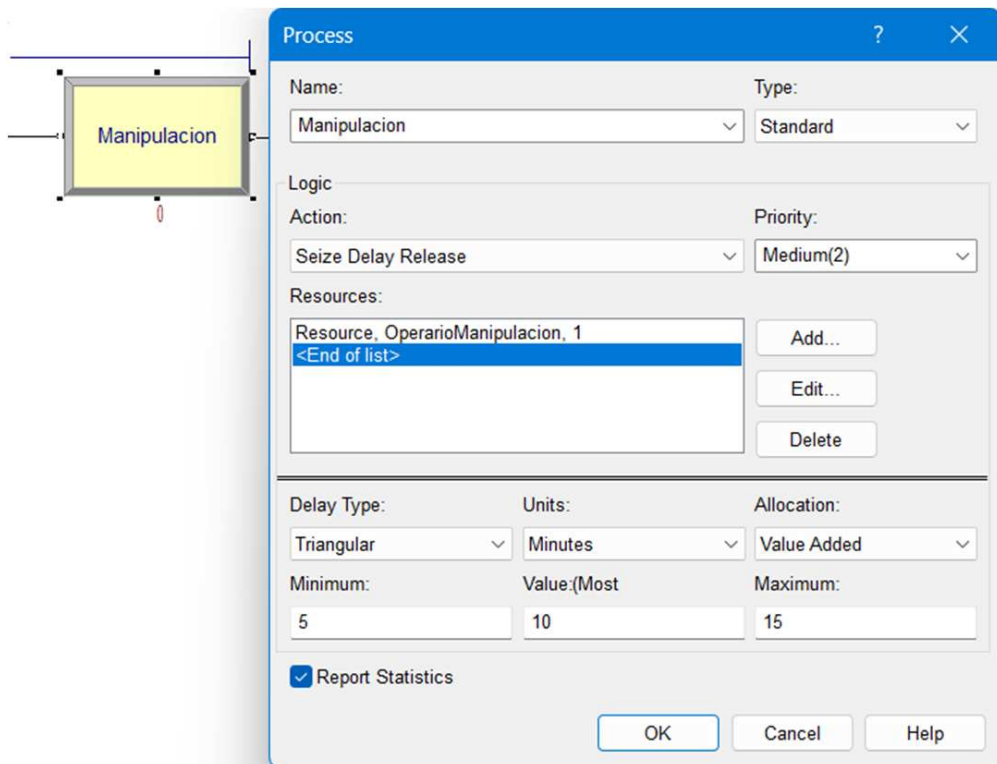 Process ?
Name: Type:
Manipulacion Standard
Manipulacion
0
Logic
Action: Priority:
Seize Delay Release Medium(2)
Resources:
Resource, OperarioManipulacion, 1
<End of list>
Add...
Edit...
Delete
Delay Type: Units: Allocation:
Triangular Minutes Value Added
Minimum: Value:(Most Maximum:
5 10 15
Report Statistics
OK Cancel Help